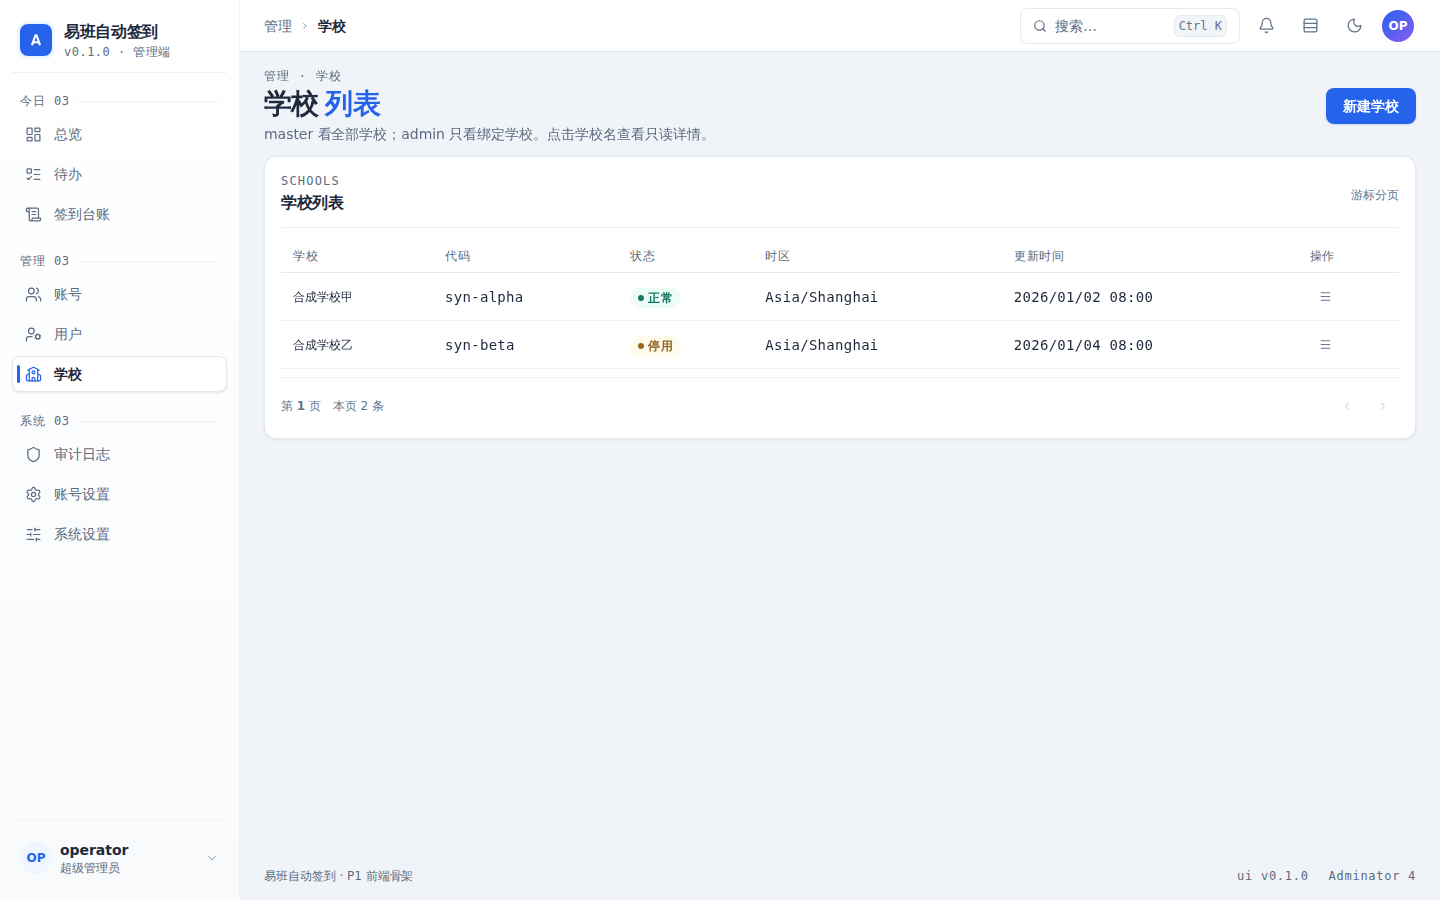 A
易班自动签到
v0.1.0 · 管理端
今日 03
总览
待办
签到台账
管理 03
账号
用户
学校
系统 03
审计日志
账号设置
系统设置
OP
operator
超级管理员
管理 › 学校
搜索... Ctrl K
OP
管理 · 学校
学校 列表
master 看全部学校；admin 只看绑定学校。点击学校名查看只读详情。
新建学校
SCHOOLS
学校列表
游标分页
学校 代码 状态 时区 更新时间 操作
合成学校甲 syn-alpha 正常 Asia/Shanghai 2026/01/02 08:00
合成学校乙 syn-beta 停用 Asia/Shanghai 2026/01/04 08:00
第 1 页 本页 2 条
易班自动签到 · P1 前端骨架
ui v0.1.0 Adminator 4